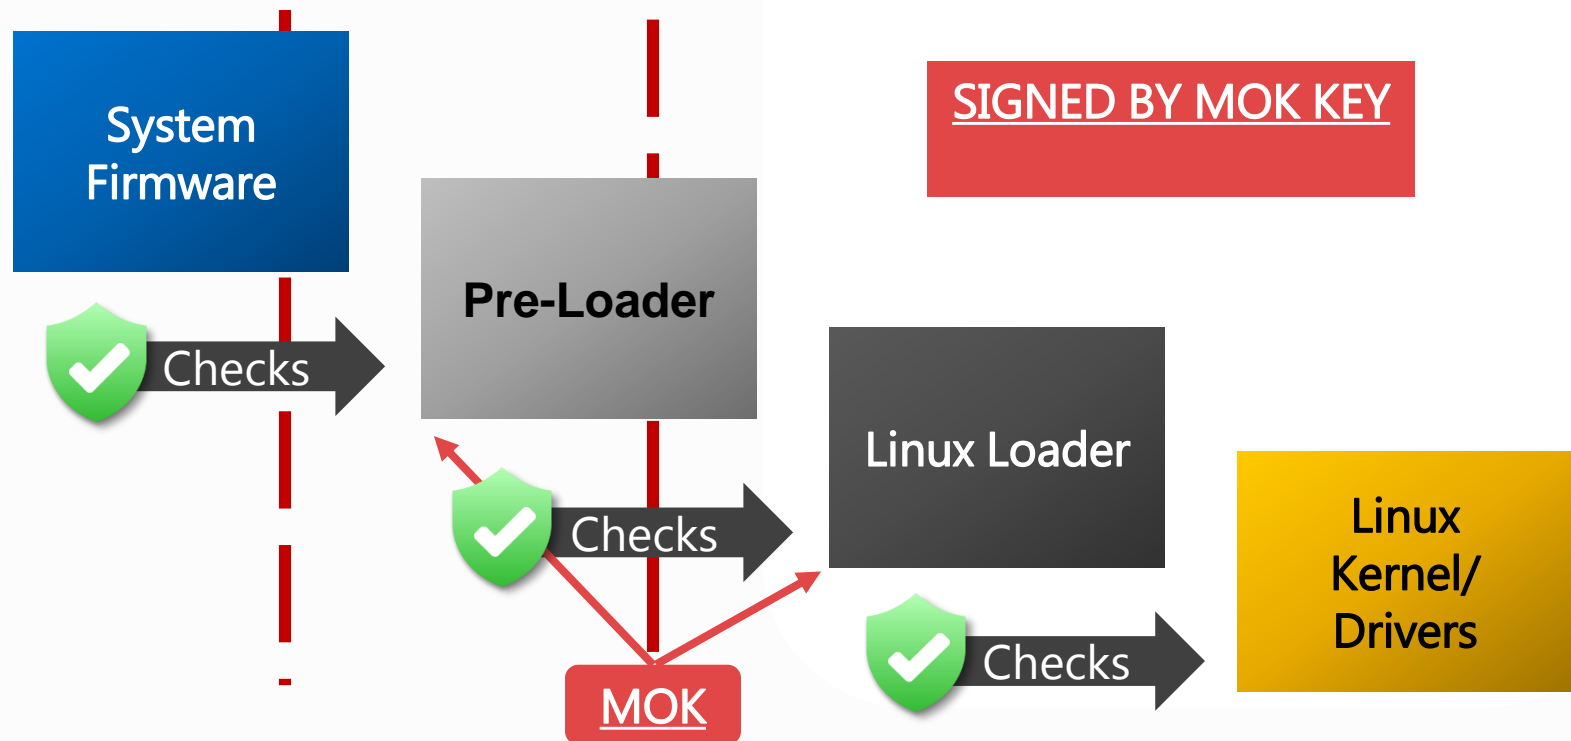 System
Firmware
SIGNED BY MOK KEY
Pre-Loader
Checks
Linux Loader
Checks
Linux
Kernel/
Drivers
Checks
MOK